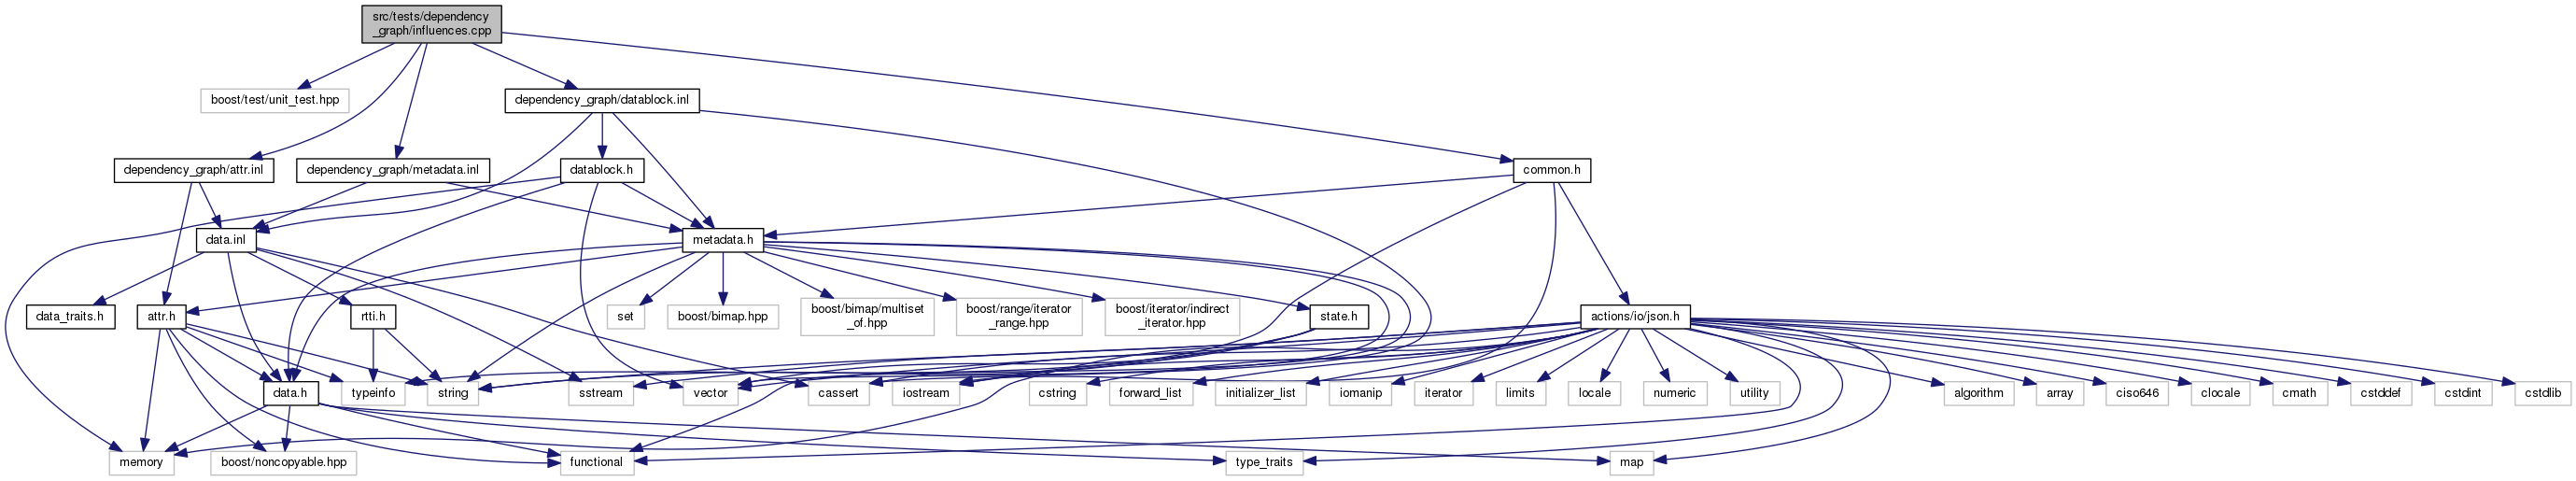 src/tests/dependency
_graph/influences.cpp
boost/test/unit_test.hpp
dependency_graph/datablock.inl
dependency_graph/attr.inl
dependency_graph/metadata.inl
datablock.h
common.h
data.inl
metadata.h
data_traits.h
attr.h
rtti.h
set
boost/bimap.hpp
boost/bimap/multiset
_of.hpp
boost/range/iterator
_range.hpp
boost/iterator/indirect
_iterator.hpp
state.h
actions/io/json.h
data.h
typeinfo
string
sstream
vector
cassert
iostream
cstring
forward_list
initializer_list
iomanip
iterator
limits
locale
numeric
utility
algorithm
array
ciso646
clocale
cmath
cstddef
cstdint
cstdlib
memory
boost/noncopyable.hpp
functional
type_traits
map